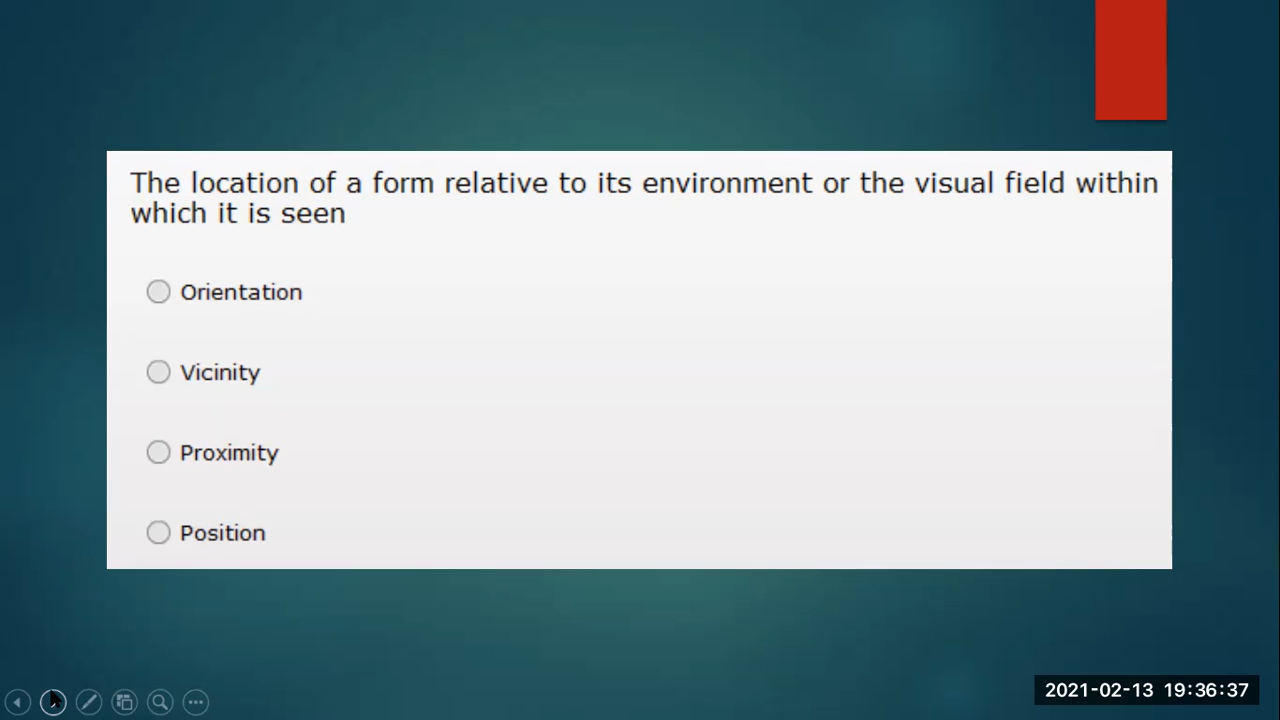 The location of a form relative to its environment or the visual field within
which it is seen
Orientation
Vicinity
Proximity
Position
2021-02-13 19:36:37